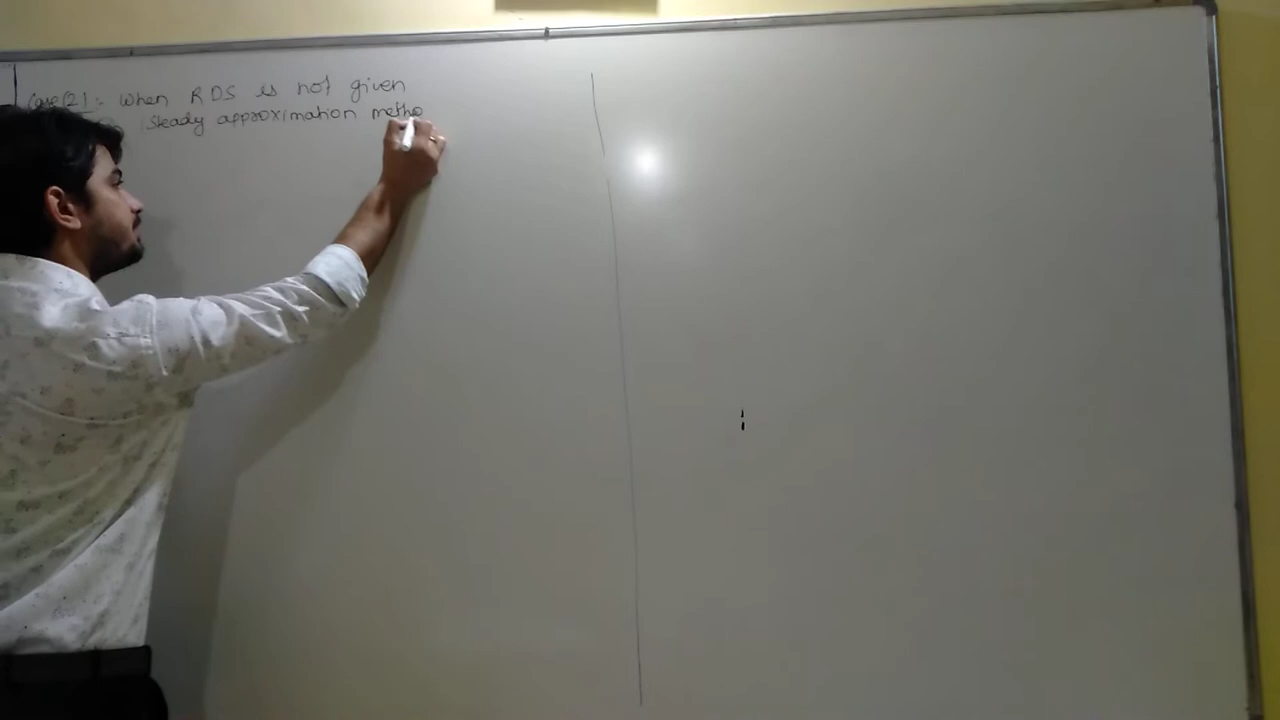 Case(2):- When RDS is not given
Steady approximation metho